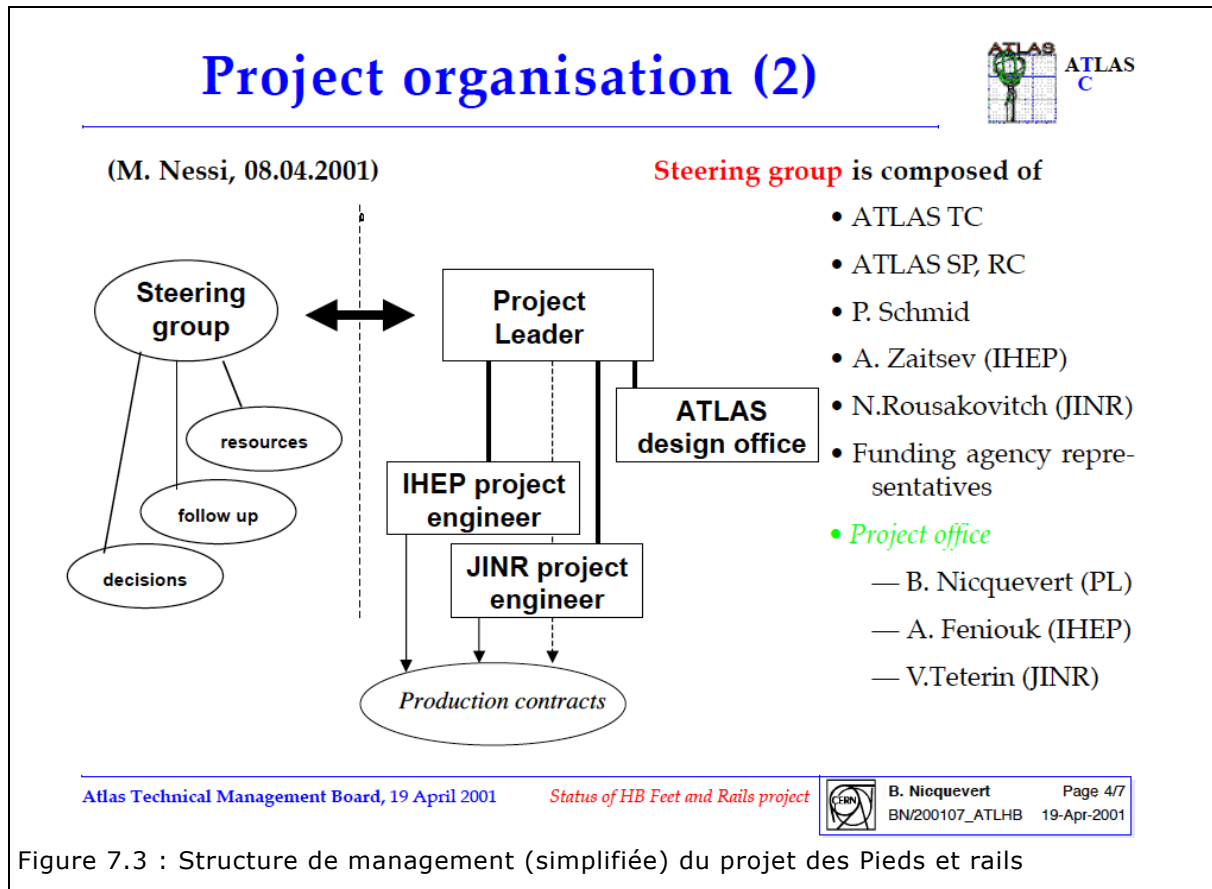 Project organisation (2)
ATLAS
ATLAS
C
(M. Nessi, 08.04.2001)
Steering
group
resources
follow up
decisions
Project
Leader
ATLAS
design office
IHEP project
engineer
JINR project
engineer
Production contracts
Steering group is composed of
• ATLAS TC
• ATLAS SP, RC
• P. Schmid
• A. Zaitsev (IHEP)
• N.Rousakovitch (JINR)
• Funding agency repre-
sentatives
• Project office
— B. Nicquevert (PL)
— A. Feniouk (IHEP)
— V.Teterin (JINR)
Atlas Technical Management Board, 19 April 2001 Status of HB Feet and Rails project
CERN
B. Nicquevert Page 4/7
BN/200107_ATLHB 19-Apr-2001
Figure 7.3 : Structure de management (simplifiée) du projet des Pieds et rails